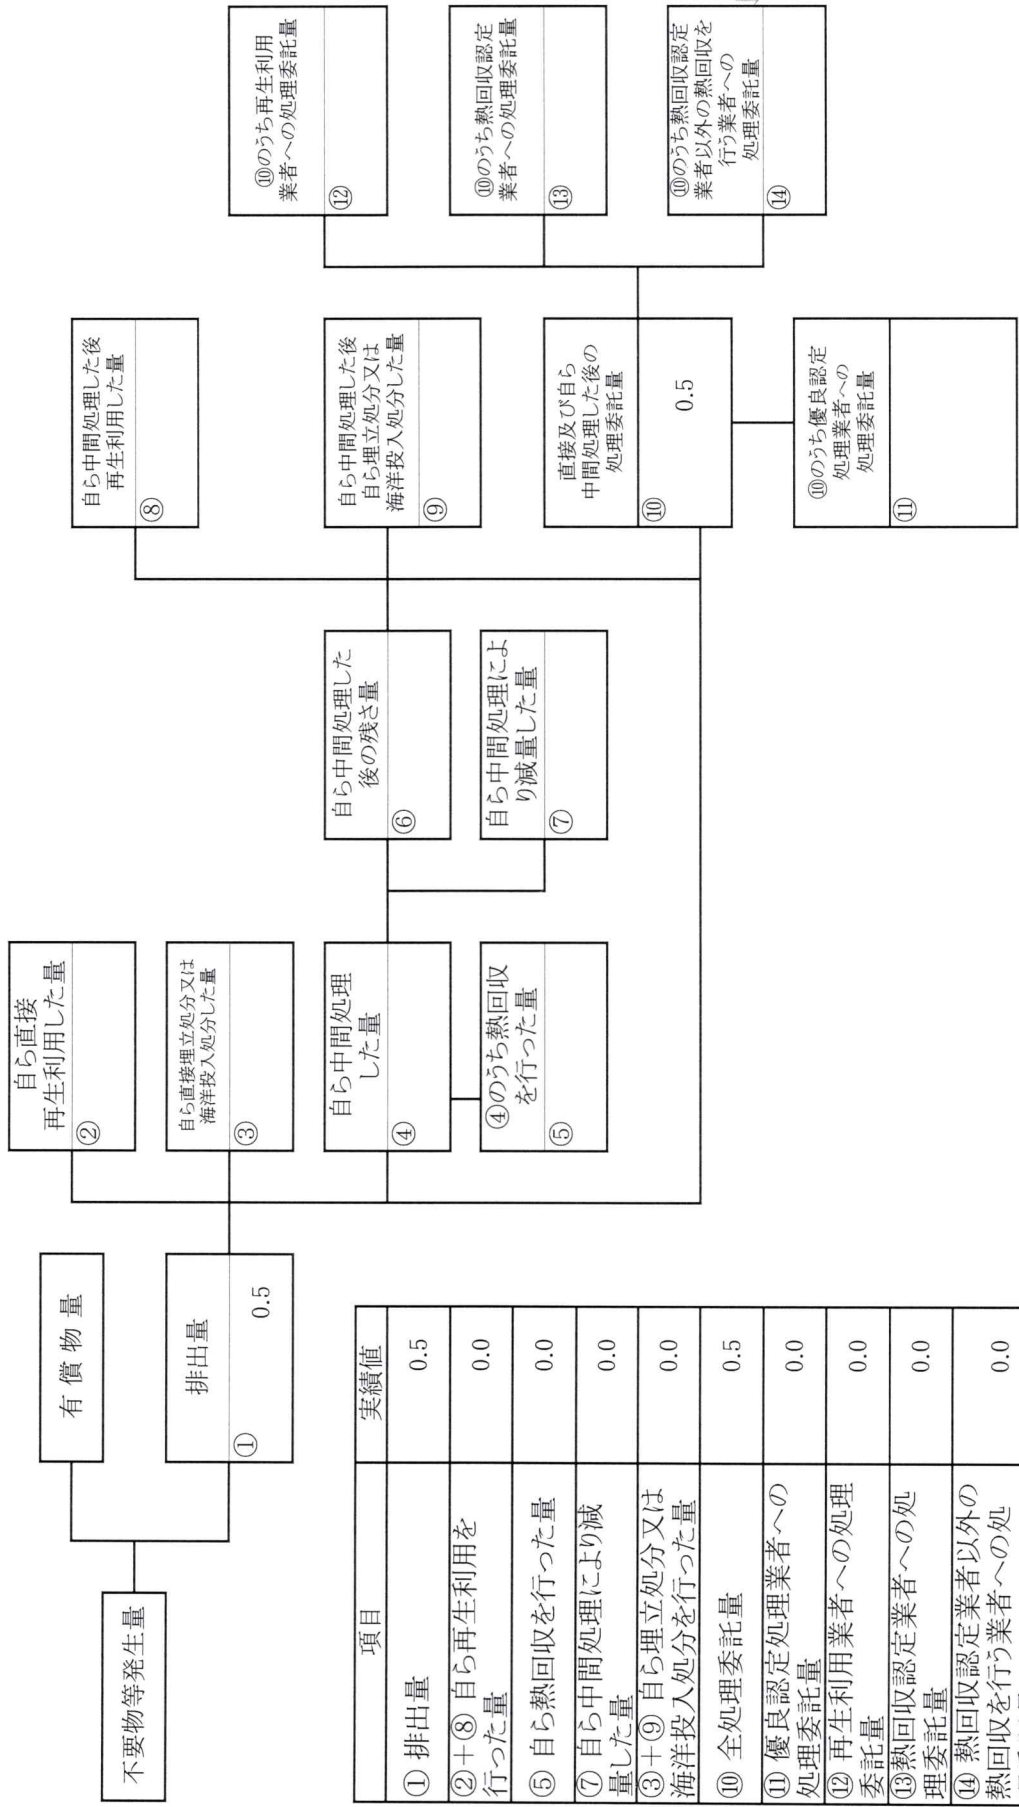 不要物等発生量
有 償 物 量
排出量
①
0.5
自ら直接
再生利用した量
②
自ら直接埋立処分又は
海洋投入処分した量
③
自ら中間処理
した量
④
④のうち熱回収
を行った量
⑤
自ら中間処理した
後の残さ量
⑥
自ら中間処理によ
り減量した量
⑦
自ら中間処理した後
再生利用した量
⑧
自ら中間処理した後
自ら埋立処分又は
海洋投入処分した量
⑨
直接及び自ら
中間処理した後の
処理委託量
⑩
0.5
⑩のうち優良認定
処理業者への
処理委託量
⑪
⑩のうち再生利用
業者への処理委託量
⑫
⑩のうち熱回収認定
業者への処理委託量
⑬
⑩のうち熱回収認定
業者以外の熱回収を
行う業者への
処理委託量
⑭
項目 実績値
① 排出量 0.5
②＋⑧ 自ら再生利用を
行った量 0.0
⑤ 自ら熱回収を行った量 0.0
⑦ 自ら中間処理により減
量した量 0.0
③＋⑨ 自ら埋立処分又は
海洋投入処分を行った量 0.0
⑩ 全処理委託量 0.5
⑪ 優良認定処理業者への
処理委託量 0.0
⑫ 再生利用業者への処理
委託量 0.0
⑬熱回収認定業者への処
理委託量 0.0
⑭ 熱回収認定業者以外の
熱回収を行う業者への処 0.0